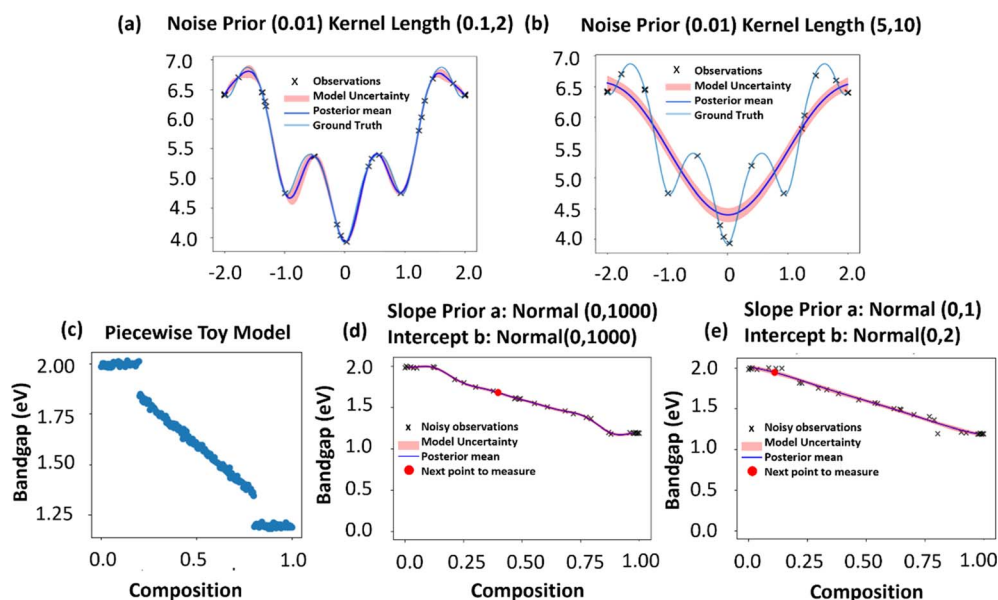 (a) Noise Prior (0.01) Kernel Length (0.1,2)
7.0
6.5
6.0
5.5
5.0
4.5
4.0
× Observations
Model Uncertainty
Posterior mean
Ground Truth
-2.0 -1.0 0 1.0 2.0
(b) Noise Prior (0.01) Kernel Length (5,10)
7.0
6.5
6.0
5.5
5.0
4.5
4.0
× Observations
Model Uncertainty
Posterior mean
Ground Truth
-2.0 -1.0 0 1.0 2.0
(c) Piecewise Toy Model
Bandgap (eV)
2.00
1.75
1.50
1.25
0.0 0.5 1.0
Composition
Slope Prior a: Normal (0,1000)
(d) Intercept b: Normal(0,1000)
Bandgap (eV)
2.0
1.5
1.0
0.5
0.0
× Noisy observations
Model Uncertainty
Posterior mean
Next point to measure
0.00 0.25 0.50 0.75 1.00
Composition
Slope Prior a: Normal (0,1)
(e) Intercept b: Normal(0,2)
Bandgap (eV)
2.0
1.5
1.0
0.5
0.0
× Noisy observations
Model Uncertainty
Posterior mean
Next point to measure
0.00 0.25 0.50 0.75 1.00
Composition